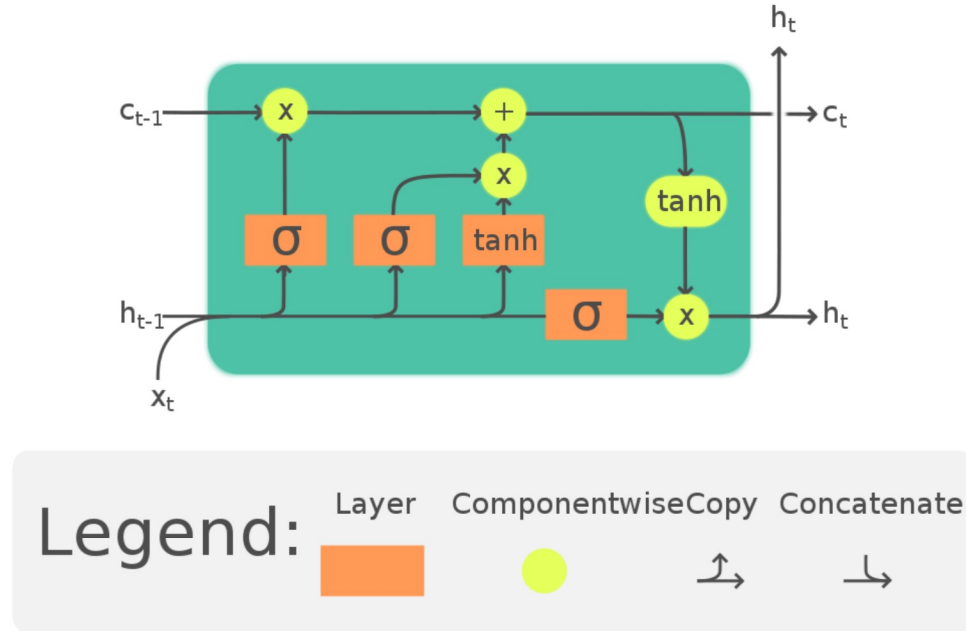 h_t
c_{t-1} x + c_t
x
tanh
σ σ tanh
h_{t-1} σ x h_t
x_t
Layer Componentwise Copy Concatenate
Legend: